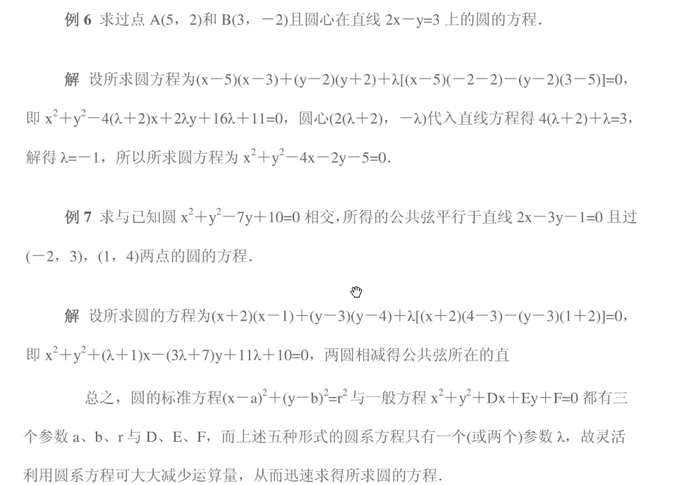 例6 求过点 A(5，2)和 B(3，－2)且圆心在直线 2x－y=3 上的圆的方程．
解 设所求圆方程为(x－5)(x－3)＋(y－2)(y＋2)＋λ[(x－5)(－2－2)－(y－2)(3－5)]=0，
即 x²＋y²－4(λ＋2)x＋2λy＋16λ＋11=0，圆心(2(λ＋2)，－λ)代入直线方程得 4(λ＋2)＋λ=3，
解得 λ=－1，所以所求圆方程为 x²＋y²－4x－2y－5=0．
例7 求与已知圆 x²＋y²－7y＋10=0 相交，所得的公共弦平行于直线 2x－3y－1=0 且过
(－2，3)，(1，4)两点的圆的方程．
解 设所求圆的方程为(x＋2)(x－1)＋(y－3)(y－4)＋λ[(x＋2)(4－3)－(y－3)(1＋2)]=0，
即 x²＋y²＋(λ＋1)x－(3λ＋7)y＋11λ＋10=0，两圆相减得公共弦所在的直
总之，圆的标准方程(x－a)²＋(y－b)²=r²与一般方程 x²＋y²＋Dx＋Ey＋F=0 都有三
个参数 a、b、r 与 D、E、F，而上述五种形式的圆系方程只有一个(或两个)参数 λ，故灵活
利用圆系方程可大大减少运算量，从而迅速求得所求圆的方程．